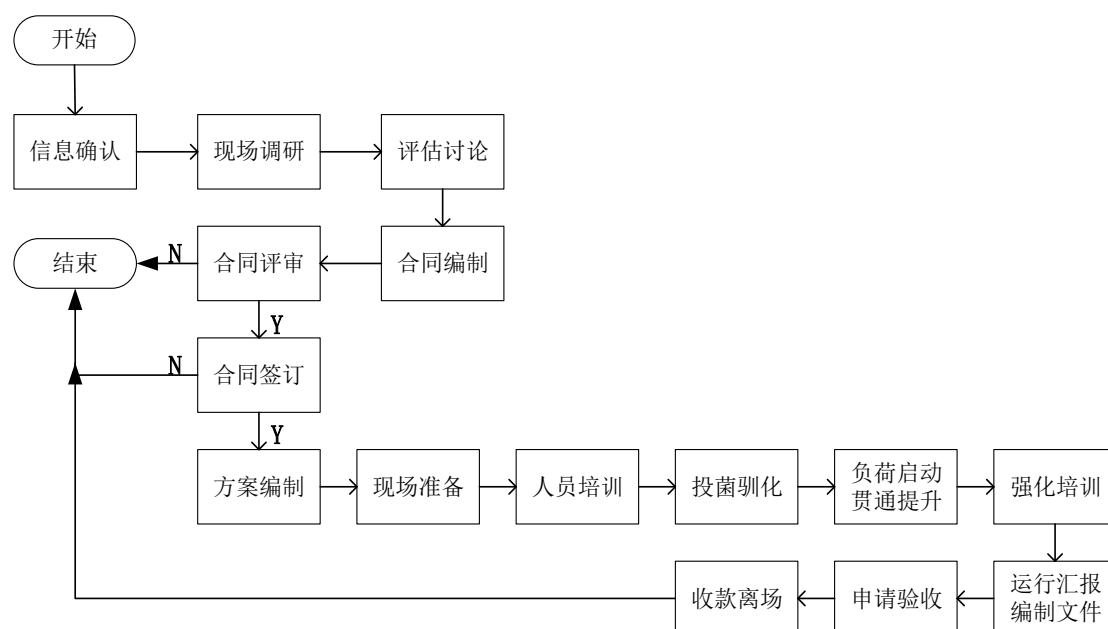 开始
信息确认
现场调研
评估讨论
结束
N
合同评审
合同编制
Y
N
合同签订
Y
方案编制
现场准备
人员培训
投菌驯化
负荷启动
贯通提升
强化培训
收款离场
申请验收
运行汇报
编制文件